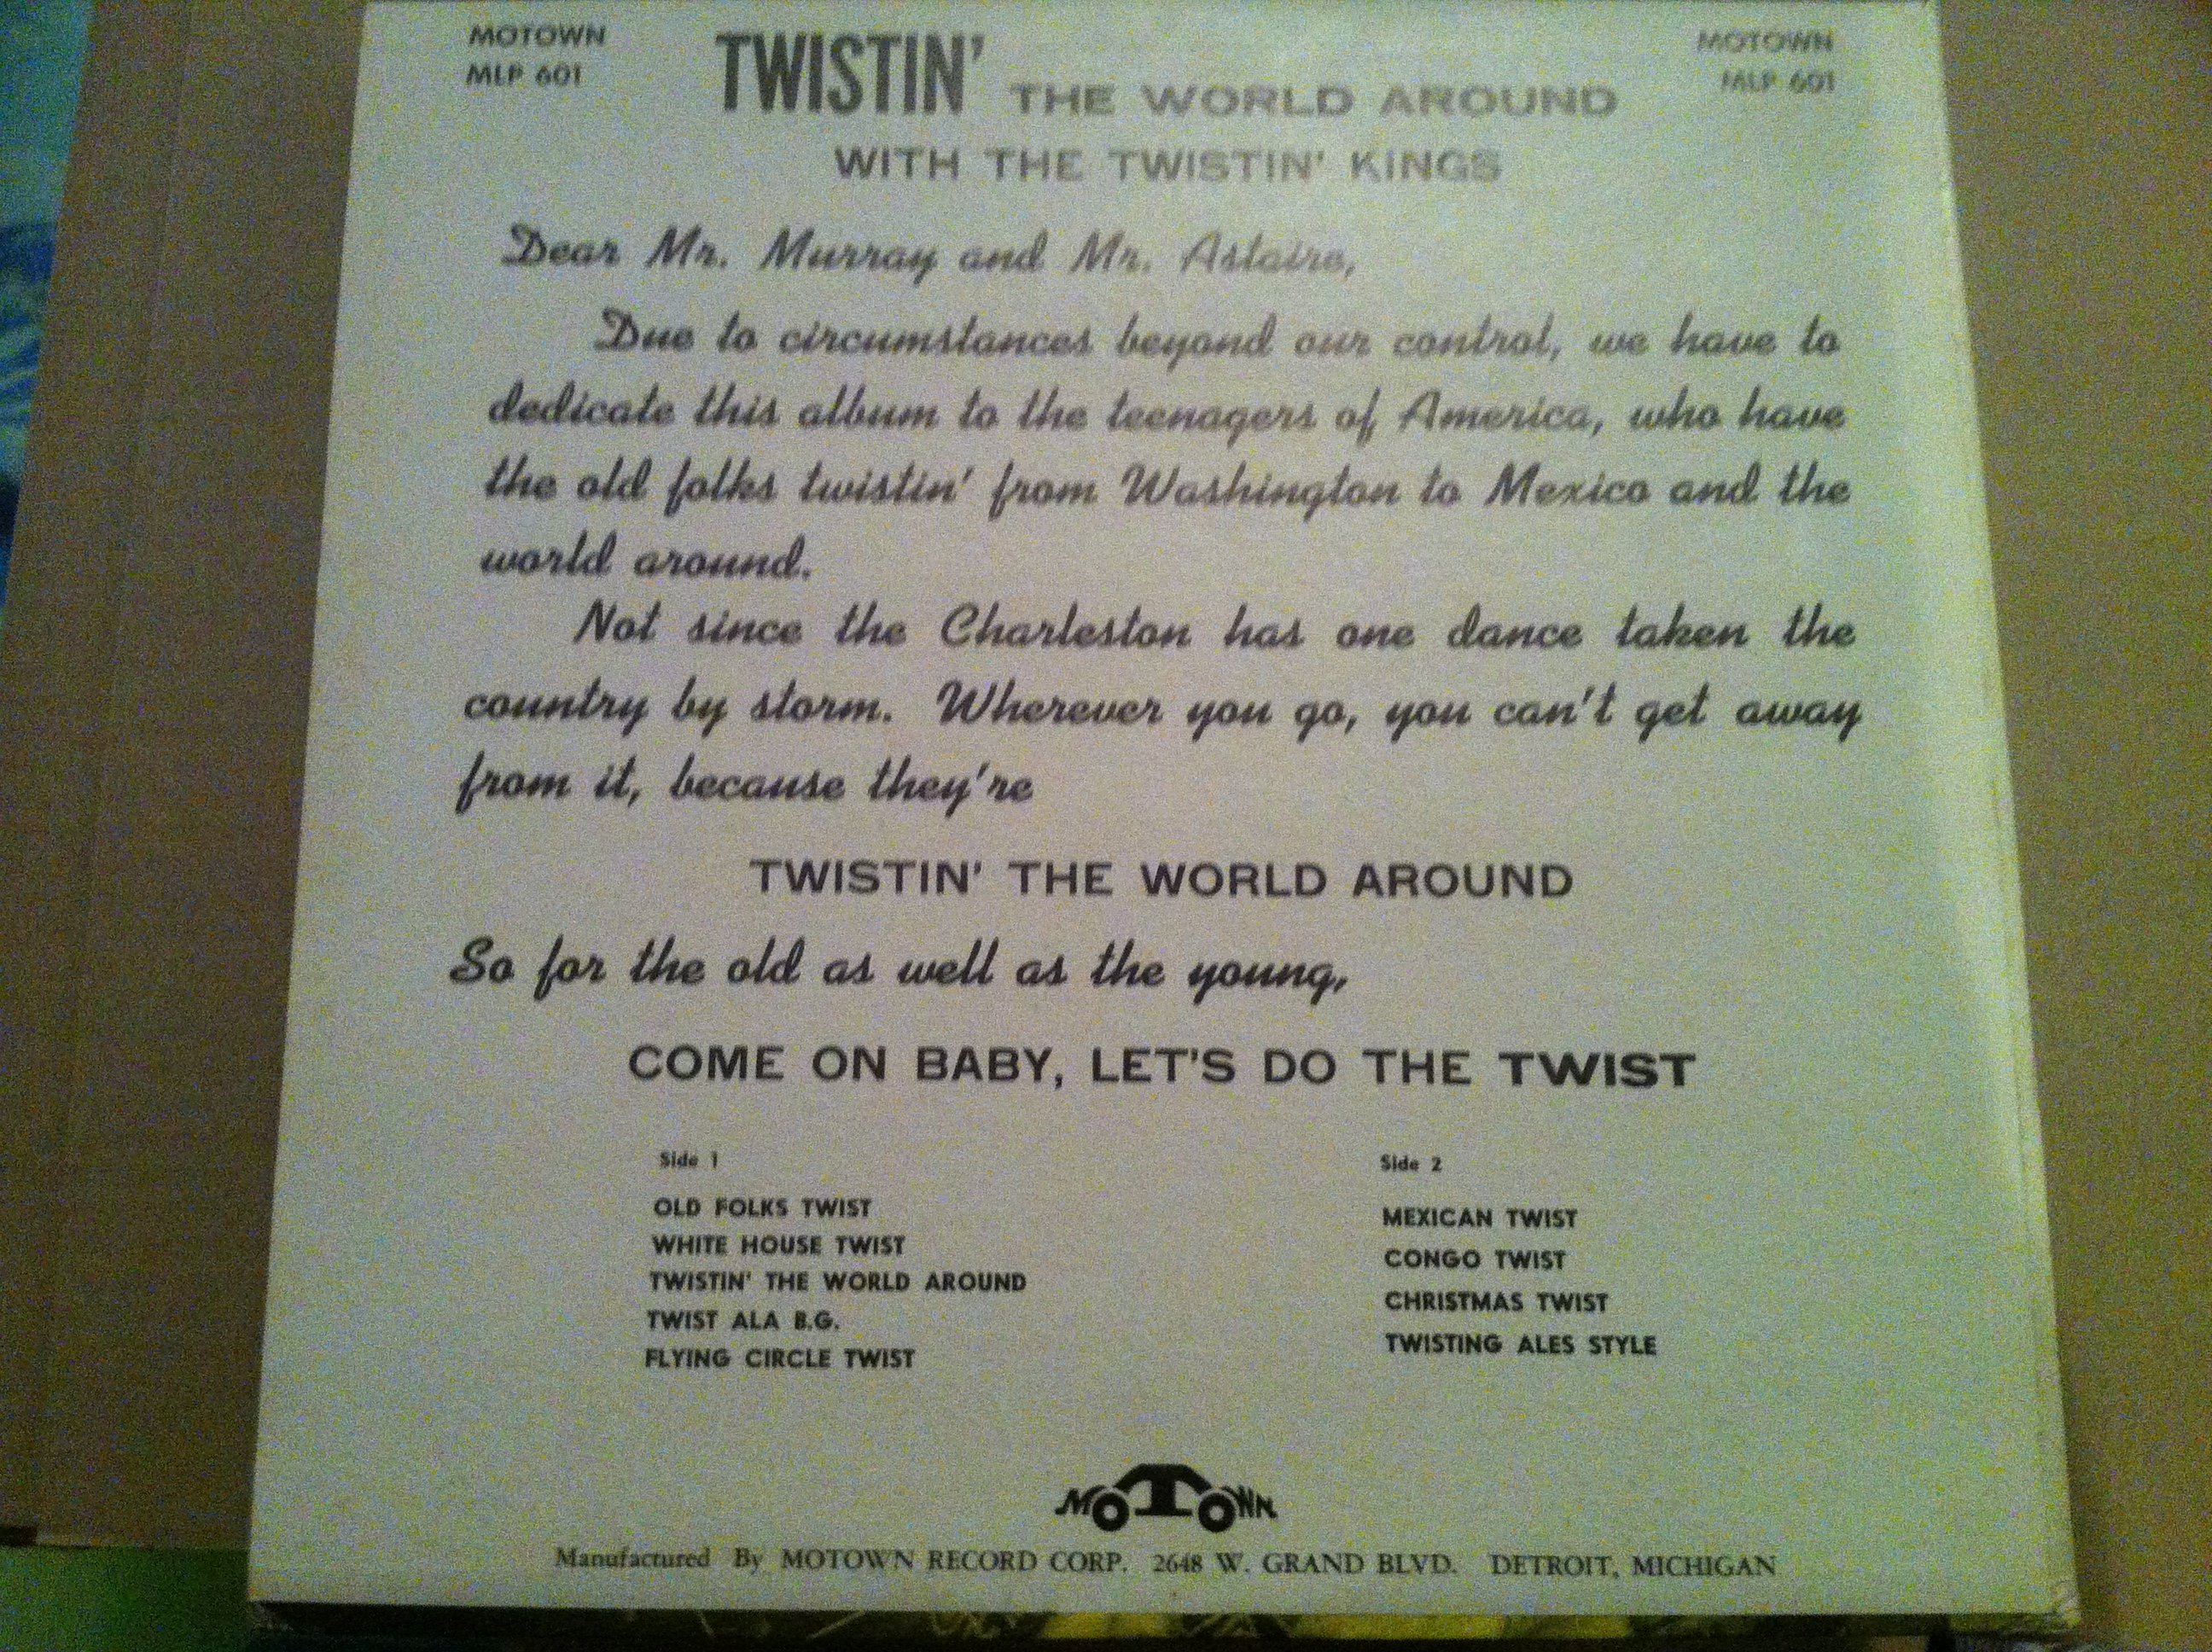 MOTOWN
MLP 601
TWISTIN' THE WORLD AROUND
MOTOWN
MLP 601
WITH THE TWISTIN' KINGS
Dear Mr. Murray and Mr. Astaire,
Due to circumstances beyond our control, we have to
dedicate this album to the teenagers of America, who have
the old folks twistin' from Washington to Mexico and the
world around.
Not since the Charleston has one dance taken the
country by storm. Wherever you go, you can't get away
from it, because they're
TWISTIN' THE WORLD AROUND
So for the old as well as the young,
COME ON BABY, LET'S DO THE TWIST
Side 1
OLD FOLKS TWIST
WHITE HOUSE TWIST
TWISTIN' THE WORLD AROUND
TWIST ALA B.G.
FLYING CIRCLE TWIST
Side 2
MEXICAN TWIST
CONGO TWIST
CHRISTMAS TWIST
TWISTING ALES STYLE
MOTOWN
Manufactured By MOTOWN RECORD CORP. 2648 W. GRAND BLVD. DETROIT, MICHIGAN